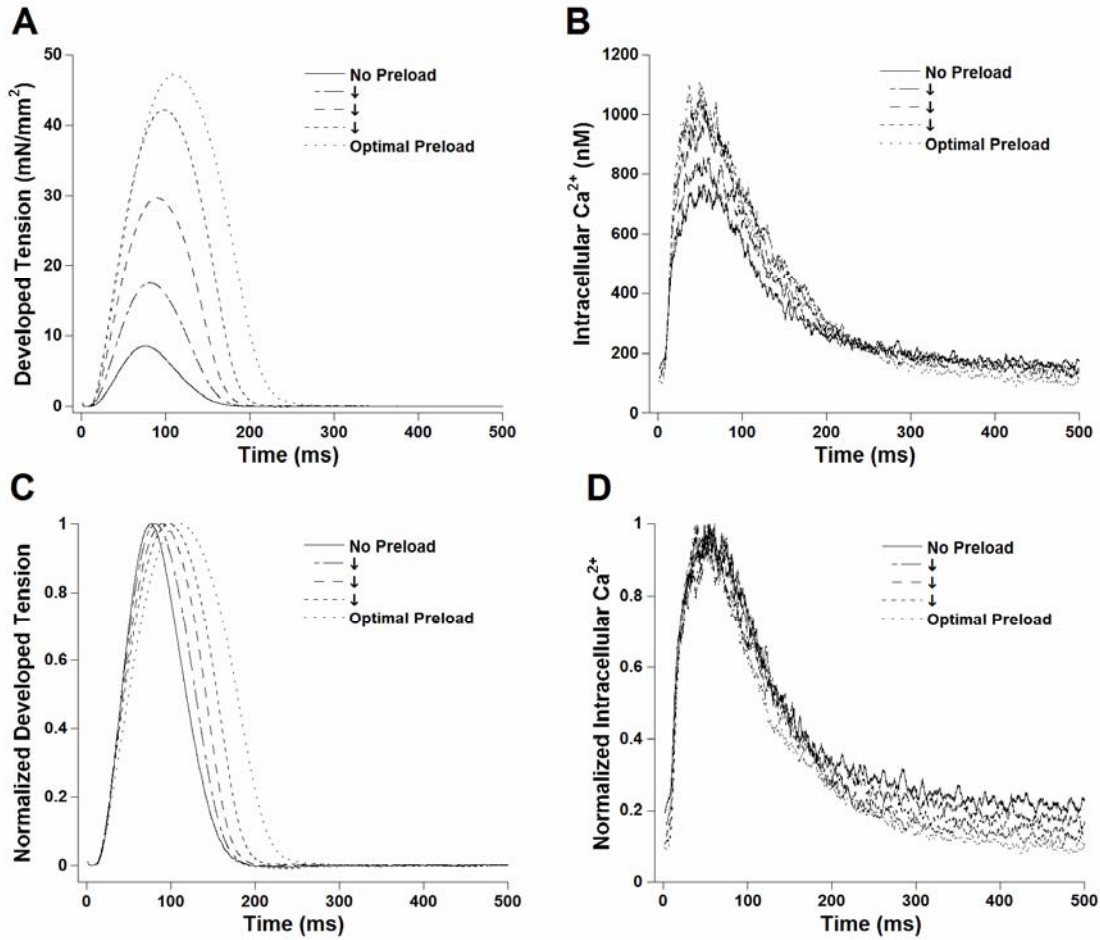 A
Developed Tension (mN/mm²)
50
40
30
20
10
0
0 100 200 300 400 500
Time (ms)
No Preload
↓
↓
↓
Optimal Preload
B
Intracellular Ca²⁺ (nM)
1200
1000
800
600
400
200
0
0 100 200 300 400 500
Time (ms)
No Preload
↓
↓
↓
Optimal Preload
C
Normalized Developed Tension
1
0.8
0.6
0.4
0.2
0
0 100 200 300 400 500
Time (ms)
No Preload
↓
↓
↓
Optimal Preload
D
Normalized Intracellular Ca²⁺
1
0.8
0.6
0.4
0.2
0
0 100 200 300 400 500
Time (ms)
No Preload
↓
↓
↓
Optimal Preload